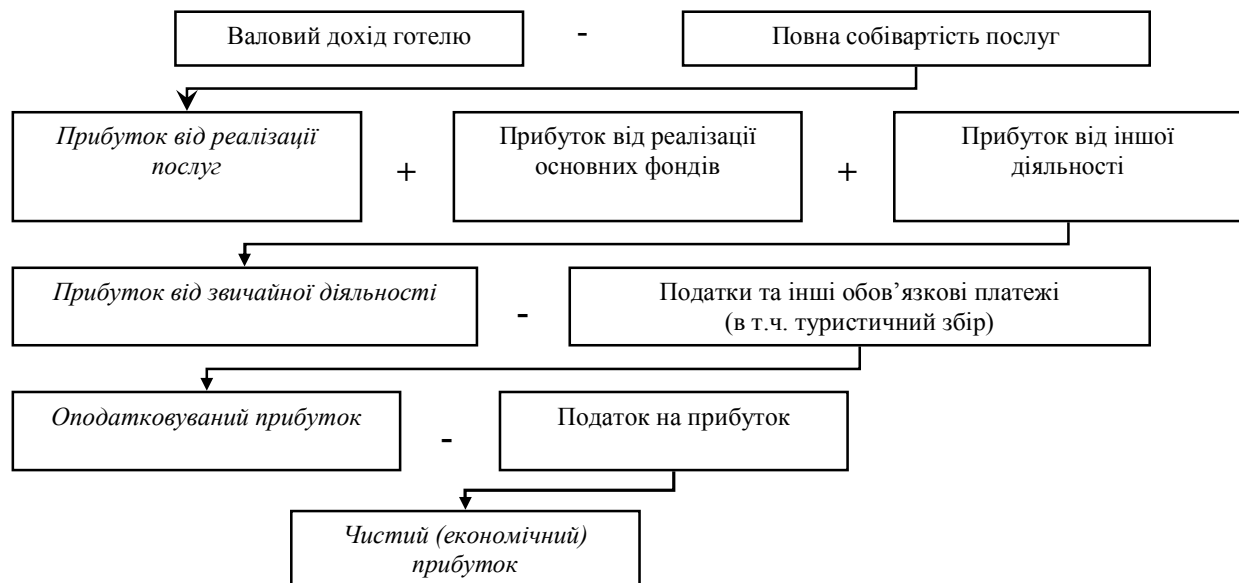 Валовий дохід готелю - Повна собівартість послуг
Прибуток від реалізації
послуг
+
Прибуток від реалізації
основних фондів
+
Прибуток від іншої
діяльності
Прибуток від звичайної діяльності
-
Податки та інші обов’язкові платежі
(в т.ч. туристичний збір)
Оподатковуваний прибуток
-
Податок на прибуток
Чистий (економічний)
прибуток